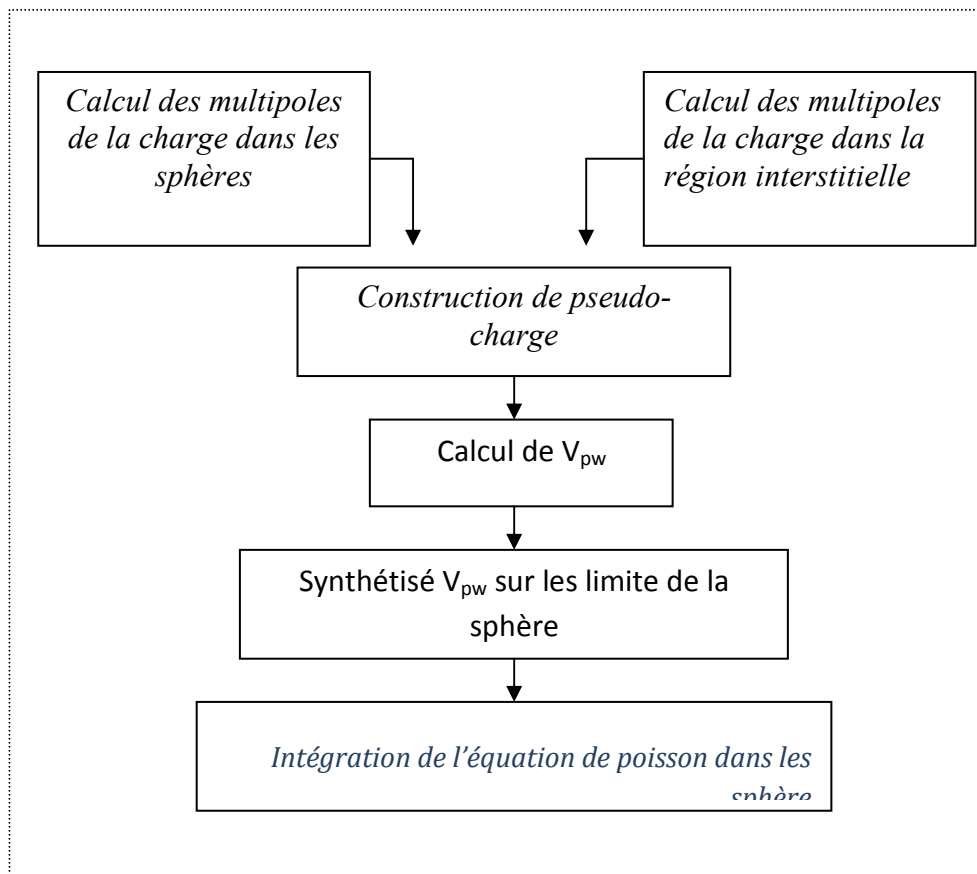 Calcul des multipoles
de la charge dans les
sphères
Calcul des multipoles
de la charge dans la
région interstitielle
Construction de pseudo-
charge
Calcul de Vpw
Synthétisé Vpw sur les limite de la
sphère
Intégration de l’équation de poisson dans les
sphère